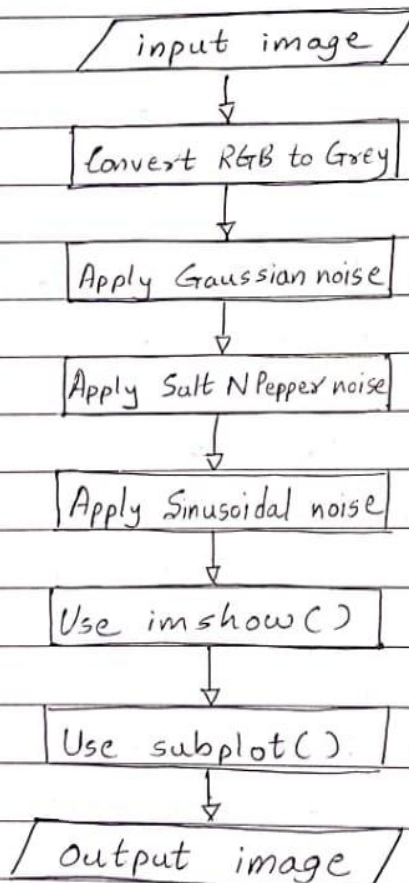 input image
Convert RGB to Grey
Apply Gaussian noise
Apply Salt N Pepper noise
Apply Sinusoidal noise
Use imshow()
Use subplot()
output image